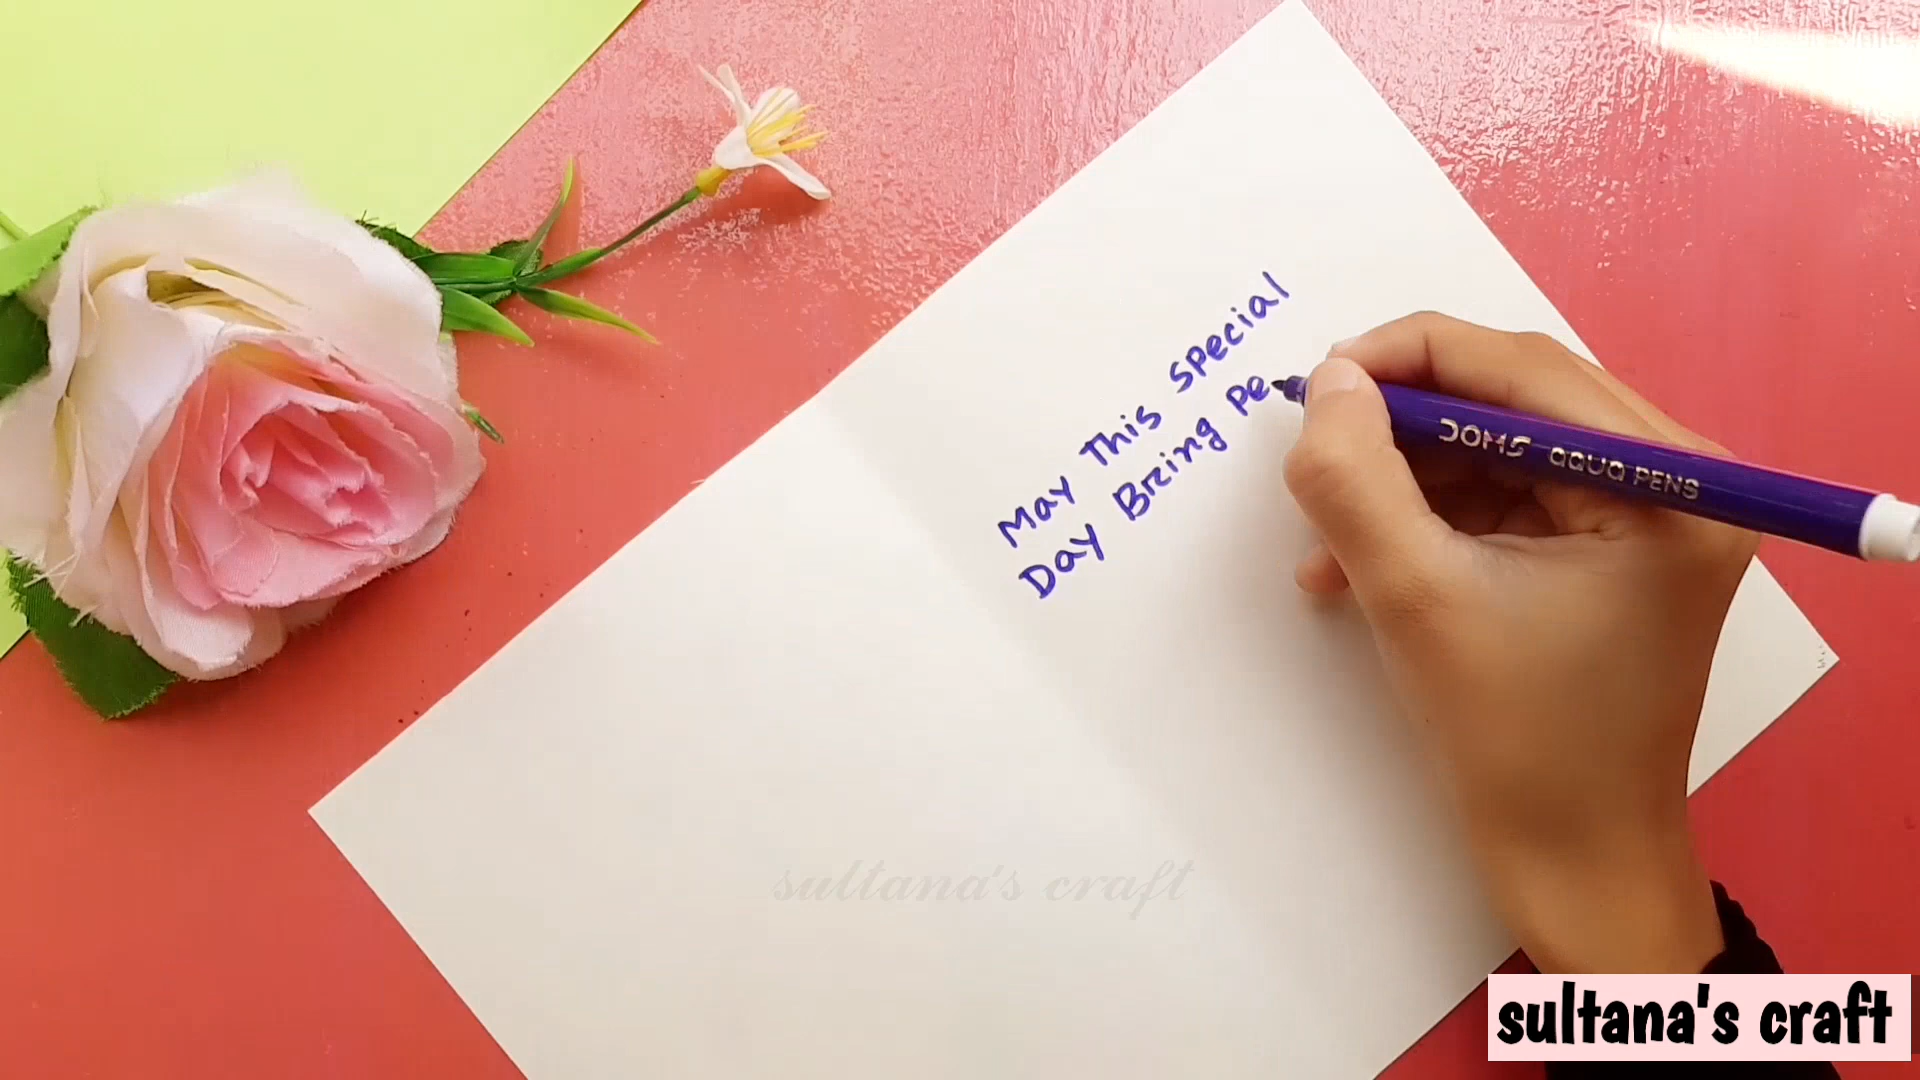 May This Special
Day Bring Pe
DOMS aqua PENS
sultana's craft
sultana's craft